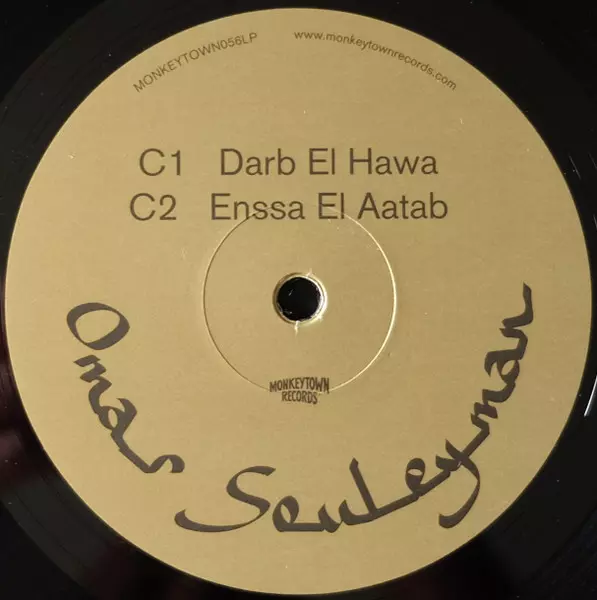 MONKEYTOWN056LP
www.monkeytownrecords.com
C1 Darb El Hawa
C2 Enssa El Aatab
MONKEYTOWN
RECORDS
Omar Souleyman